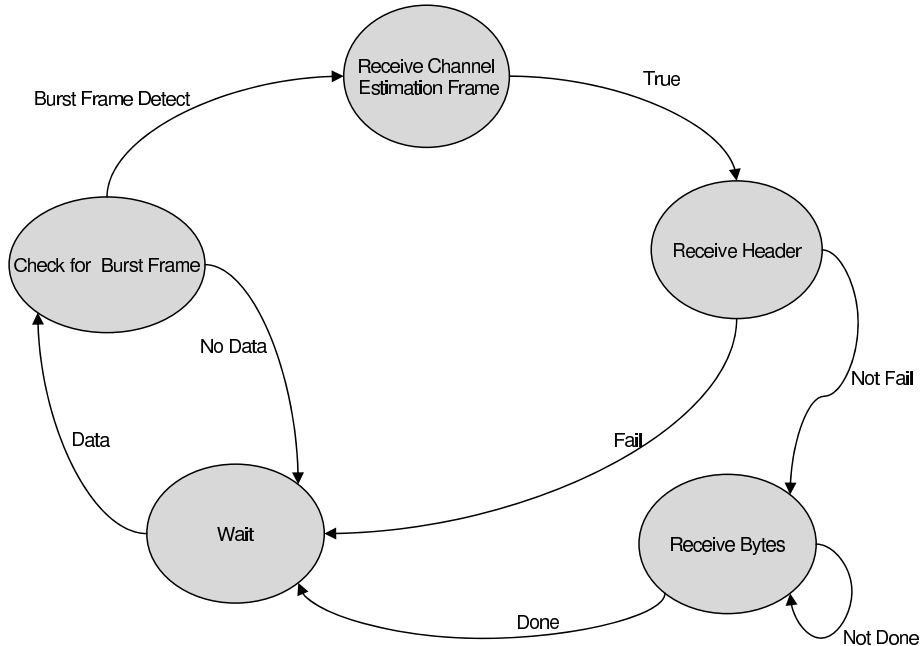 Receive Channel
Estimation Frame
True
Burst Frame Detect
Receive Header
Check for Burst Frame
No Data
Not Fail
Data
Fail
Wait
Receive Bytes
Done
Not Done